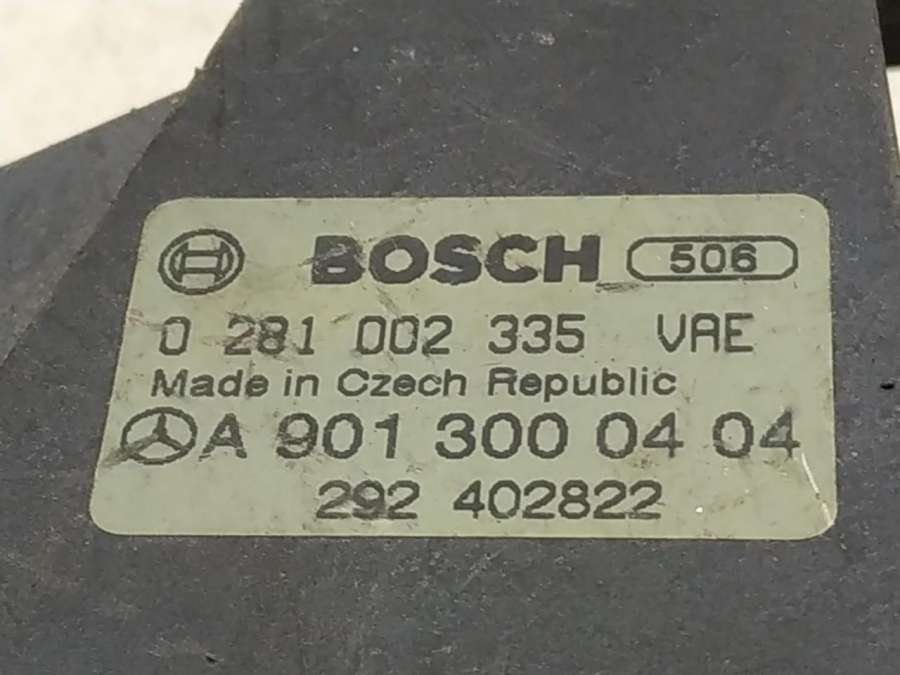 BOSCH 506
0 281 002 335 VAE
Made in Czech Republic
A 901 300 04 04
292 402822